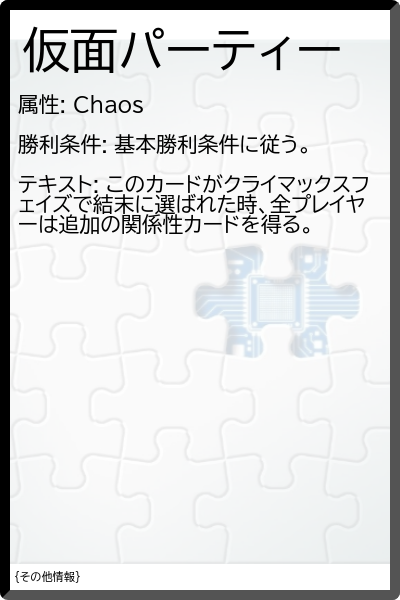 仮面パーティー
属性: Chaos
勝利条件: 基本勝利条件に従う。
テキスト: このカードがクライマックスフ
ェイズで結末に選ばれた時、全プレイヤ
ーは追加の関係性カードを得る。
{その他情報}